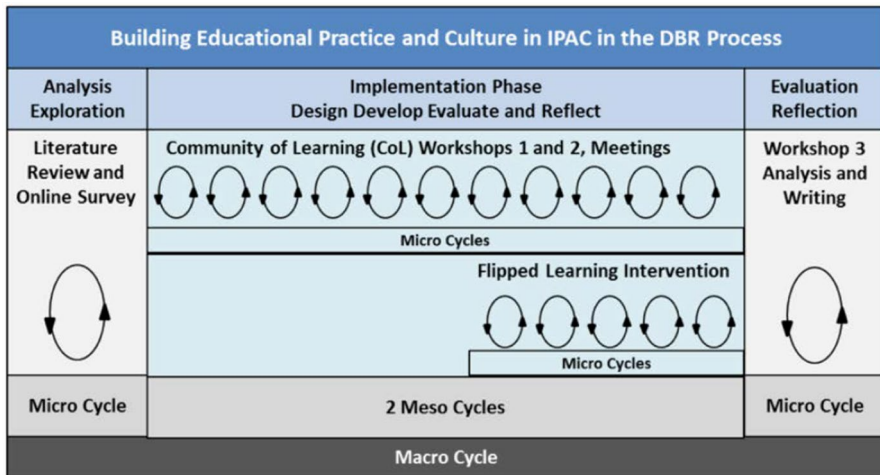 Building Educational Practice and Culture in IPAC in the DBR Process
Analysis
Exploration
Implementation Phase
Design Develop Evaluate and Reflect
Evaluation
Reflection
Literature
Review and
Online Survey
Community of Learning (CoL) Workshops 1 and 2, Meetings
Micro Cycles
Flipped Learning Intervention
Micro Cycles
Workshop 3
Analysis and
Writing
Micro Cycle
2 Meso Cycles
Micro Cycle
Macro Cycle